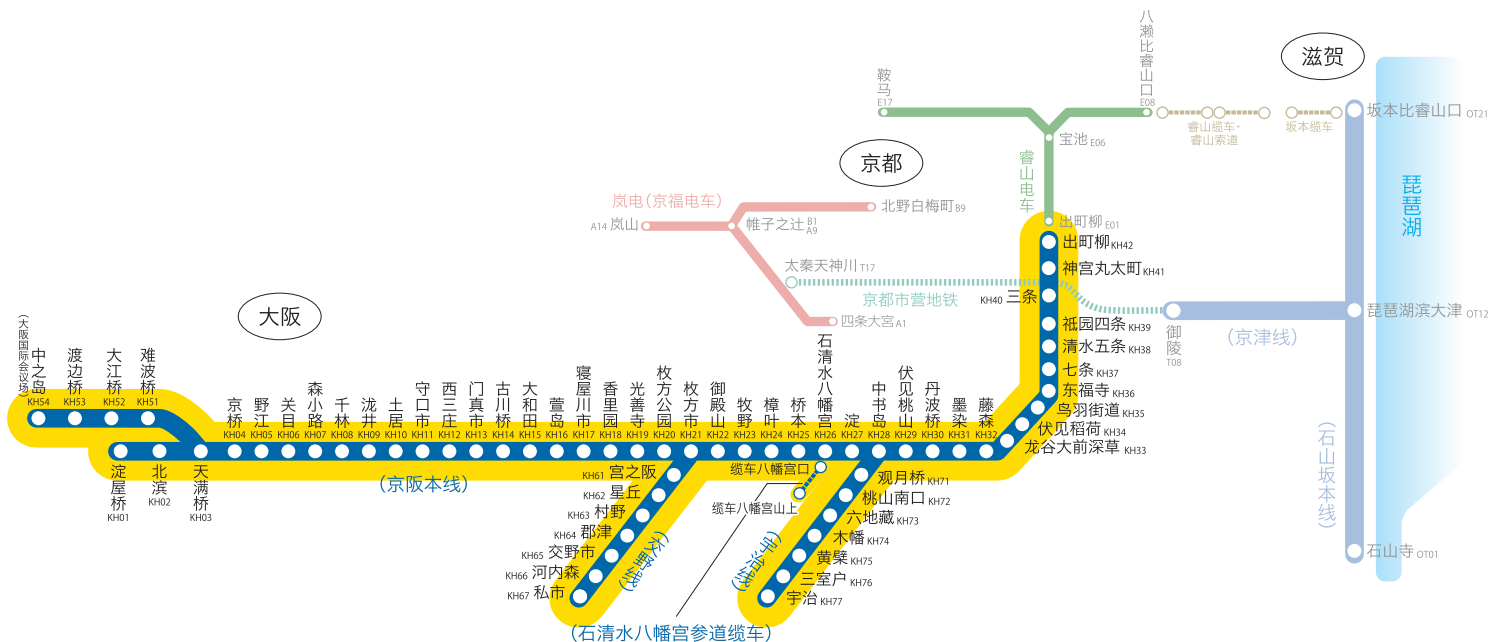 八濑比睿山口
E08
滋贺
鞍马
E17
坂本比睿山口 OT21
睿山缆车·
睿山索道
坂本缆车
宝池 E06
京都
睿山电车
琵琶湖
岚电(京福电车)
北野白梅町 B9
A14 岚山
帷子之辻 B1
A9
出町柳 E01
出町柳 KH42
太秦天神川 T17
神宫丸太町 KH41
京都市营地铁
KH40 三条
大阪
四条大宫 A1
祇园四条 KH39
御陵
T08
(京津线)
琵琶湖滨大津 OT12
清水五条 KH38
七条 KH37
东福寺 KH36
鸟羽街道 KH35
伏见稻荷 KH34
龙谷大前深草 KH33
(大阪国际会议场)
中之岛
KH54
渡边桥
KH53
大江桥
KH52
难波桥
KH51
京桥
KH04
野江
KH05
关目
KH06
森小路
KH07
千林
KH08
泷井
KH09
土居
KH10
守口市
KH11
西三庄
KH12
门真市
KH13
古川桥
KH14
大和田
KH15
萱岛
KH16
寝屋川市
KH17
香里园
KH18
光善寺
KH19
枚方公园
KH20
枚方市
KH21
御殿山
KH22
牧野
KH23
樟叶
KH24
桥本
KH25
石清水八幡宫
KH26
淀
KH27
中书岛
KH28
伏见桃山
KH29
丹波桥
KH30
墨染
KH31
藤森
KH32
淀屋桥
KH01
北滨
KH02
天满桥
KH03
(京阪本线)
KH61 宫之阪
KH62 星丘
KH63 村野
KH64 郡津
KH65 交野市
KH66 河内森
KH67 私市
(交野线)
缆车八幡宫口
缆车八幡宫山上
(石清水八幡宫参道缆车)
观月桥 KH71
桃山南口 KH72
六地藏 KH73
木幡 KH74
黄檗 KH75
三室户 KH76
宇治 KH77
(宇治线)
(石山坂本线)
石山寺 OT01